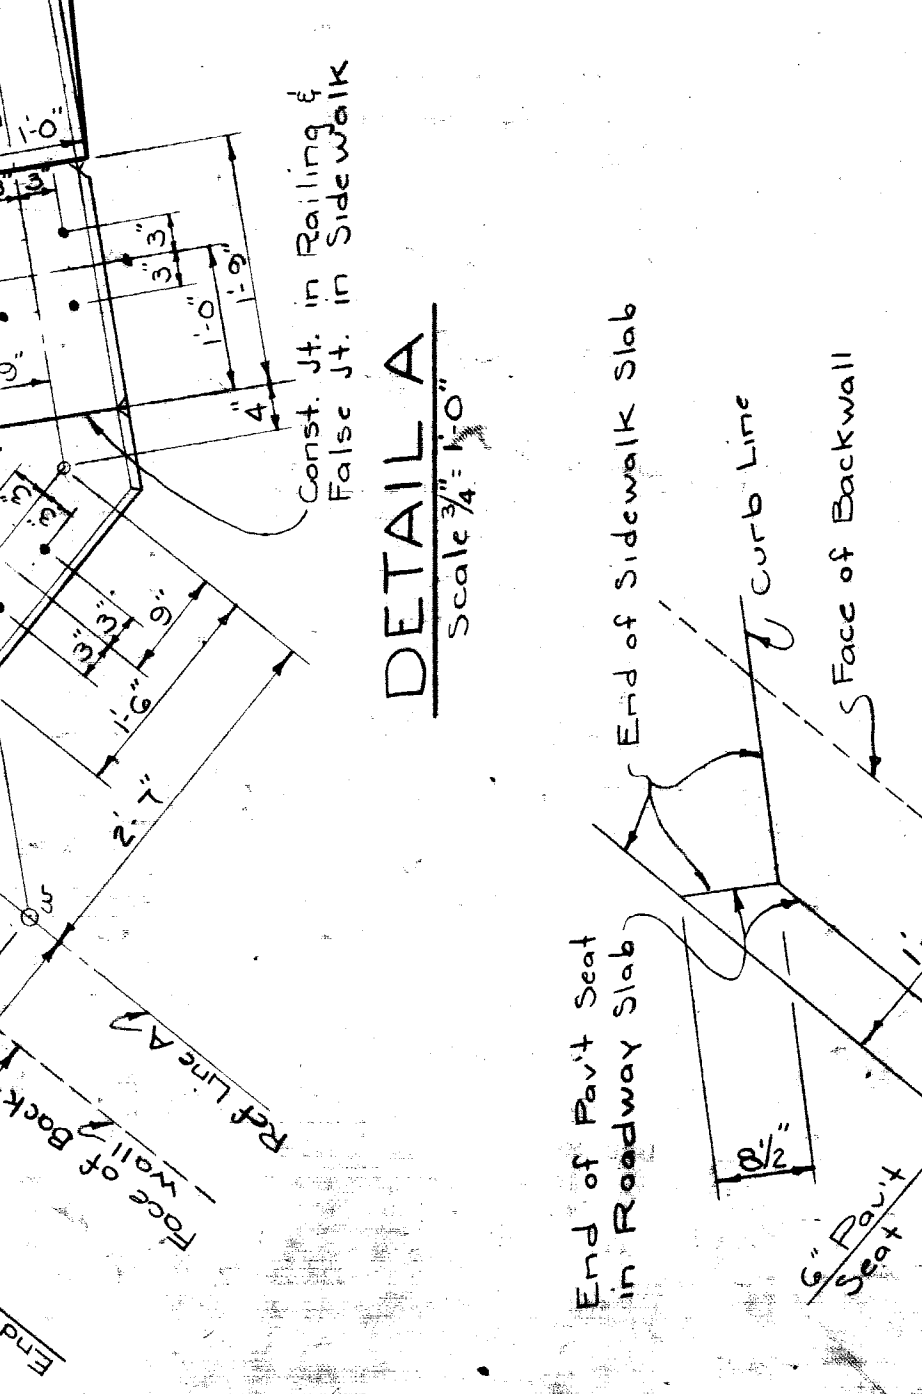 1'-0"
3"
3"
3"
1'-0"
1'-9"
4"
9"
Const. Jt. in Railing &
False Jt. in Sidewalk
DETAIL A
Scale 3/4" = 1'-0"
3"
3"
3"
3"
9"
1'-6"
2'-7"
w
Ref Line A
Face of Back-
wall
End
End of Sidewalk Slab
Curb Line
Face of Backwall
End of Pav't Seat
in Roadway Slab
8½"
6" Pav't
Seat